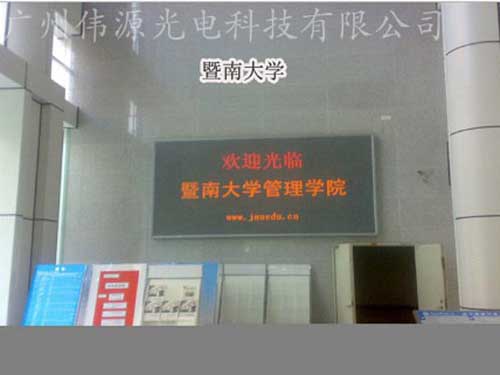 广州伟源光电科技有限公司
暨南大学
欢迎光临
暨南大学管理学院
www.jnuedu.cn